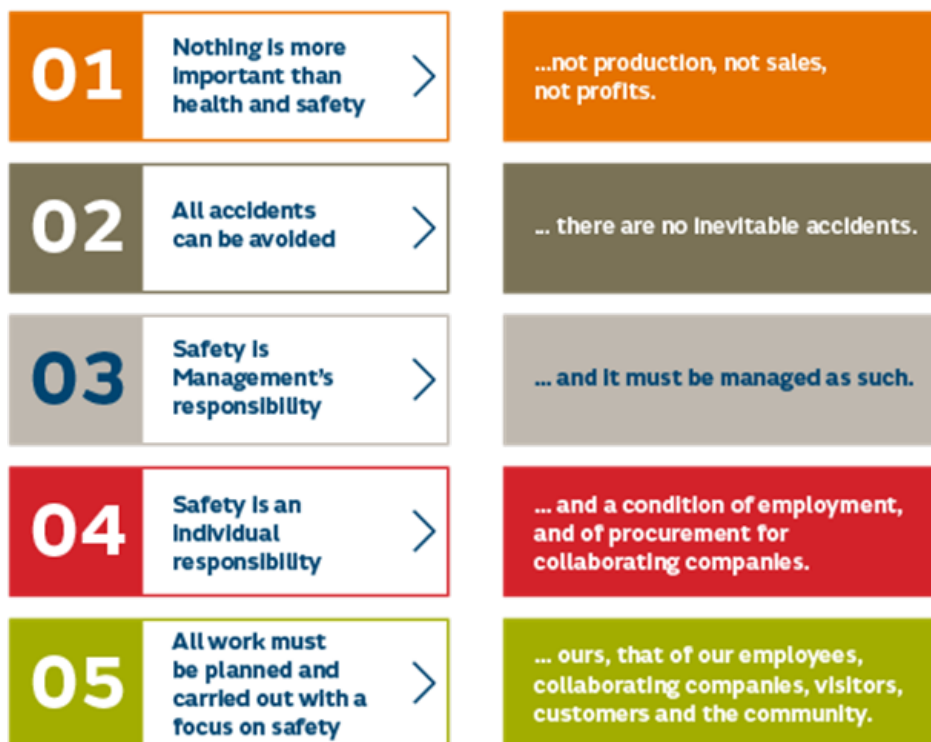 01
Nothing is more
important than
health and safety
...not production, not sales,
not profits.
02
All accidents
can be avoided
... there are no inevitable accidents.
03
Safety is
Management's
responsibility
... and it must be managed as such.
04
Safety is an
individual
responsibility
... and a condition of employment,
and of procurement for
collaborating companies.
05
All work must
be planned and
carried out with a
focus on safety
... ours, that of our employees,
collaborating companies, visitors,
customers and the community.